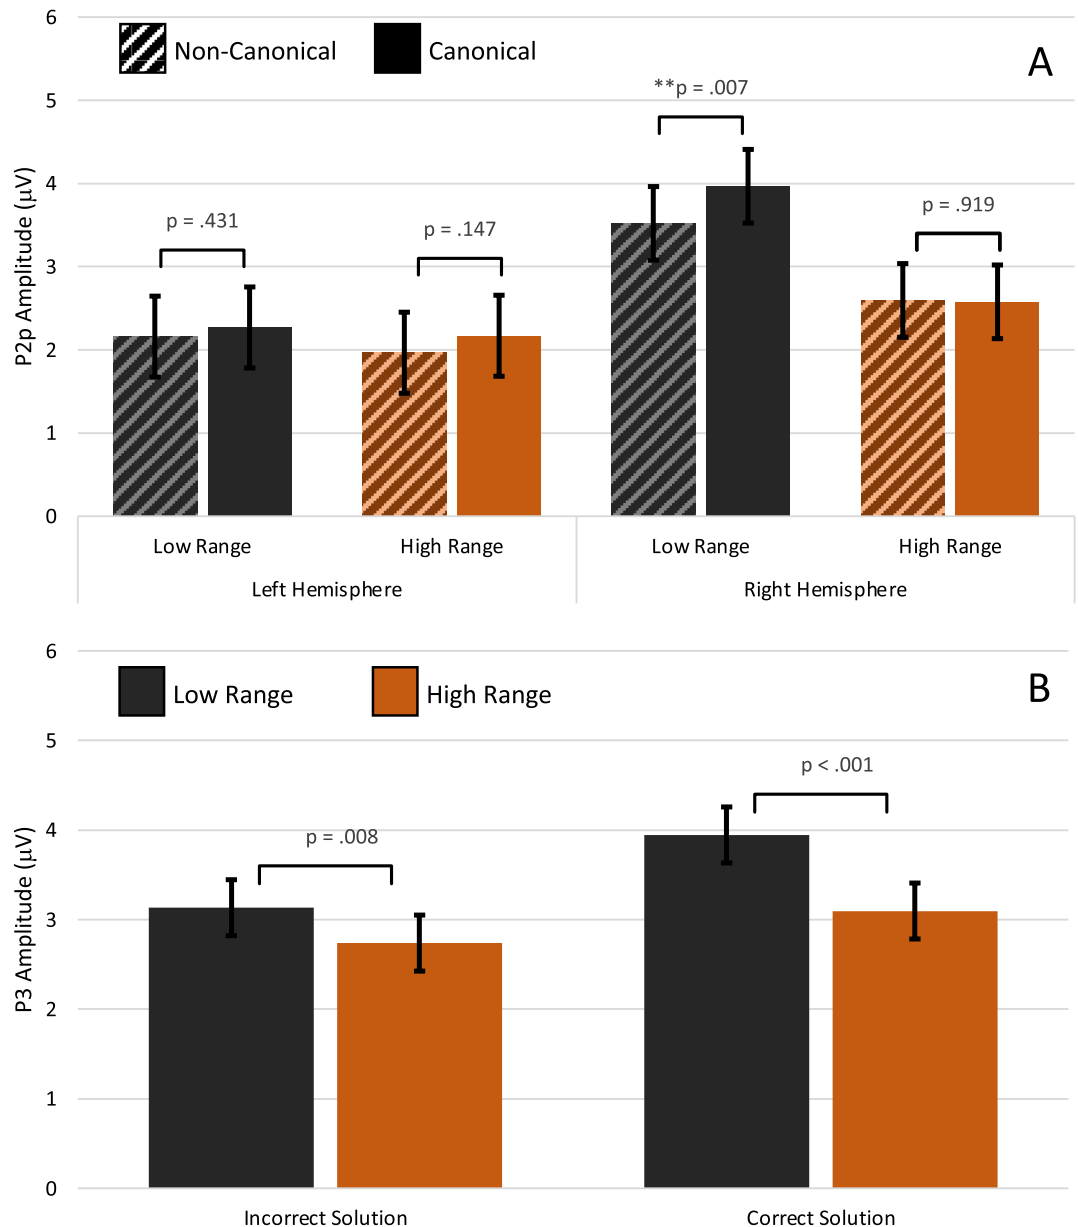 6
Non-Canonical
Canonical
A
5
**p = .007
4
p = .431
p = .147
p = .919
3
2
1
0
P2p Amplitude (µV)
Low Range
High Range
Low Range
High Range
Left Hemisphere
Right Hemisphere
6
Low Range
High Range
B
5
p < .001
4
p = .008
3
2
1
0
P3 Amplitude (µV)
Incorrect Solution
Correct Solution